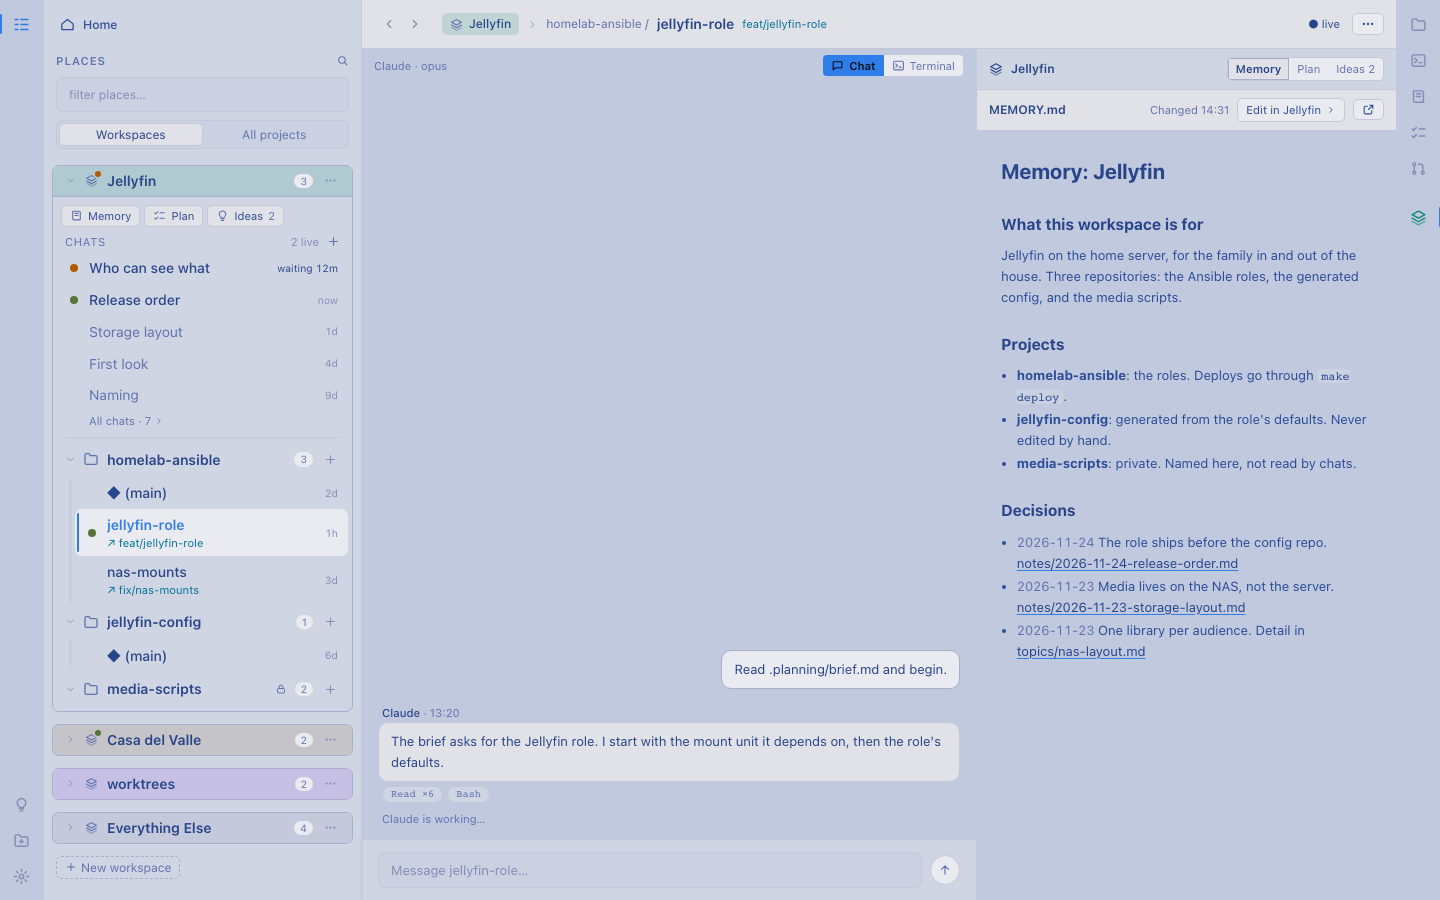 Home
PLACES
filter places...
Workspaces
All projects
Jellyfin
3
Memory
Plan
Ideas 2
CHATS
2 live
Who can see what
waiting 12m
Release order
now
Storage layout
1d
First look
4d
Naming
9d
All chats · 7
homelab-ansible
3
(main)
2d
jellyfin-role
feat/jellyfin-role
1h
nas-mounts
fix/nas-mounts
3d
jellyfin-config
1
(main)
6d
media-scripts
2
Casa del Valle
2
worktrees
2
Everything Else
4
New workspace
Jellyfin
homelab-ansible /
jellyfin-role
feat/jellyfin-role
live
Claude · opus
Chat
Terminal
Read .planning/brief.md and begin.
Claude · 13:20
The brief asks for the Jellyfin role. I start with the mount unit it depends on, then the role's
defaults.
Read ×6
Bash
Claude is working...
Message jellyfin-role...
Jellyfin
Memory
Plan
Ideas 2
MEMORY.md
Changed 14:31
Edit in Jellyfin
Memory: Jellyfin
What this workspace is for
Jellyfin on the home server, for the family in and out of the
house. Three repositories: the Ansible roles, the generated
config, and the media scripts.
Projects
homelab-ansible: the roles. Deploys go through make
deploy.
jellyfin-config: generated from the role's defaults. Never
edited by hand.
media-scripts: private. Named here, not read by chats.
Decisions
2026-11-24 The role ships before the config repo.
notes/2026-11-24-release-order.md
2026-11-23 Media lives on the NAS, not the server.
notes/2026-11-23-storage-layout.md
2026-11-23 One library per audience. Detail in
topics/nas-layout.md